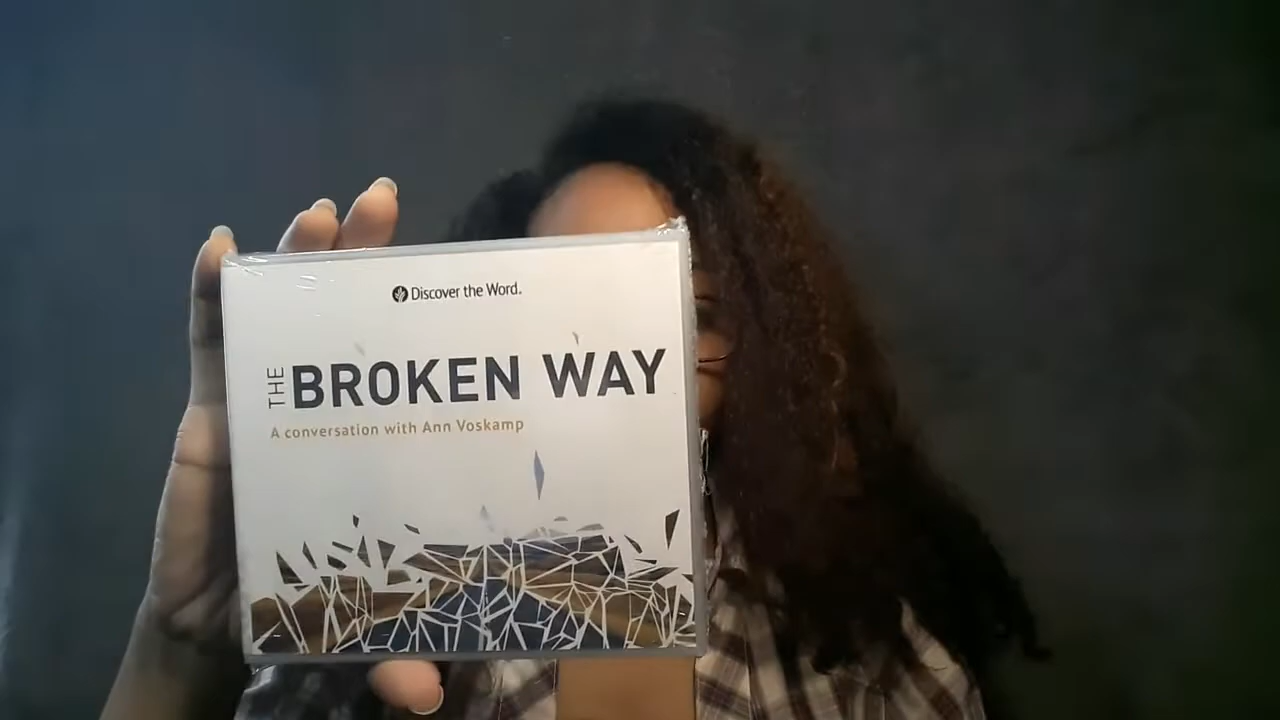 Discover the Word.
THE BROKEN WAY
A conversation with Ann Voskamp